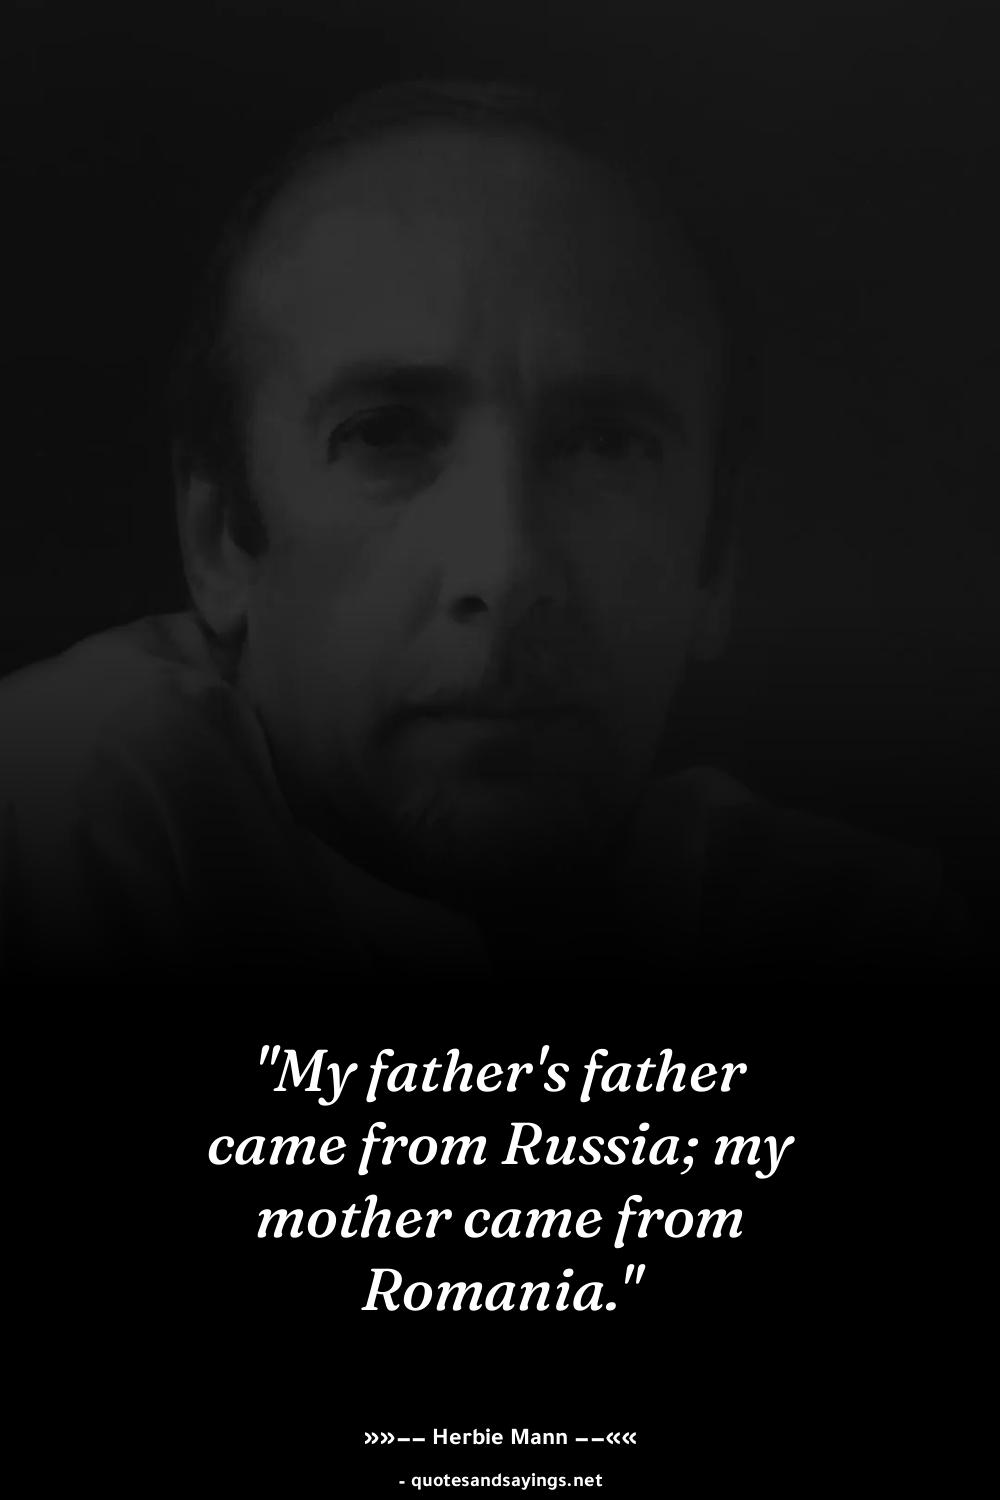 "My father's father
came from Russia; my
mother came from
Romania."
»»–– Herbie Mann ––««
- quotesandsayings.net